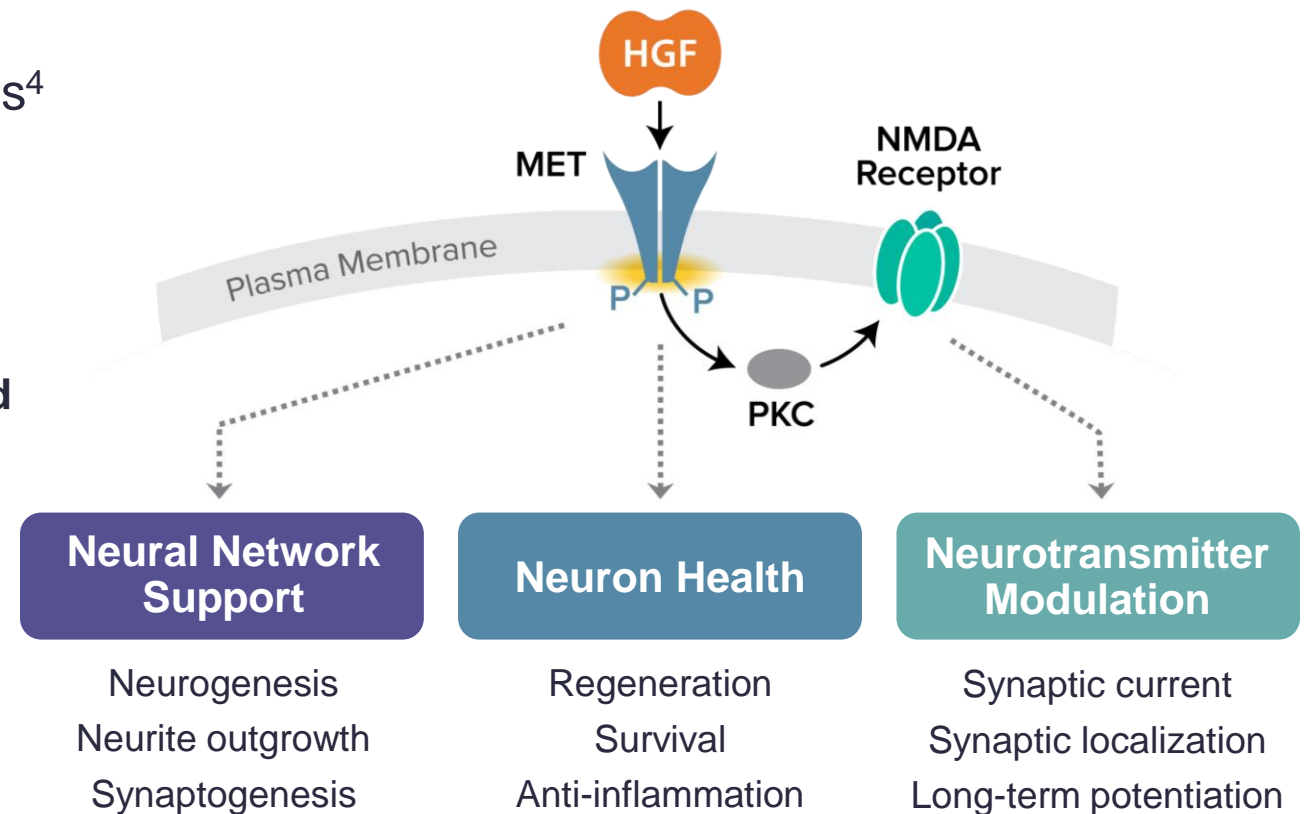 s⁴
d
HGF
MET
NMDA
Receptor
Plasma Membrane
P
P
PKC
Neural Network
Support
Neurogenesis
Neurite outgrowth
Synaptogenesis
Neuron Health
Regeneration
Survival
Anti-inflammation
Neurotransmitter
Modulation
Synaptic current
Synaptic localization
Long-term potentiation